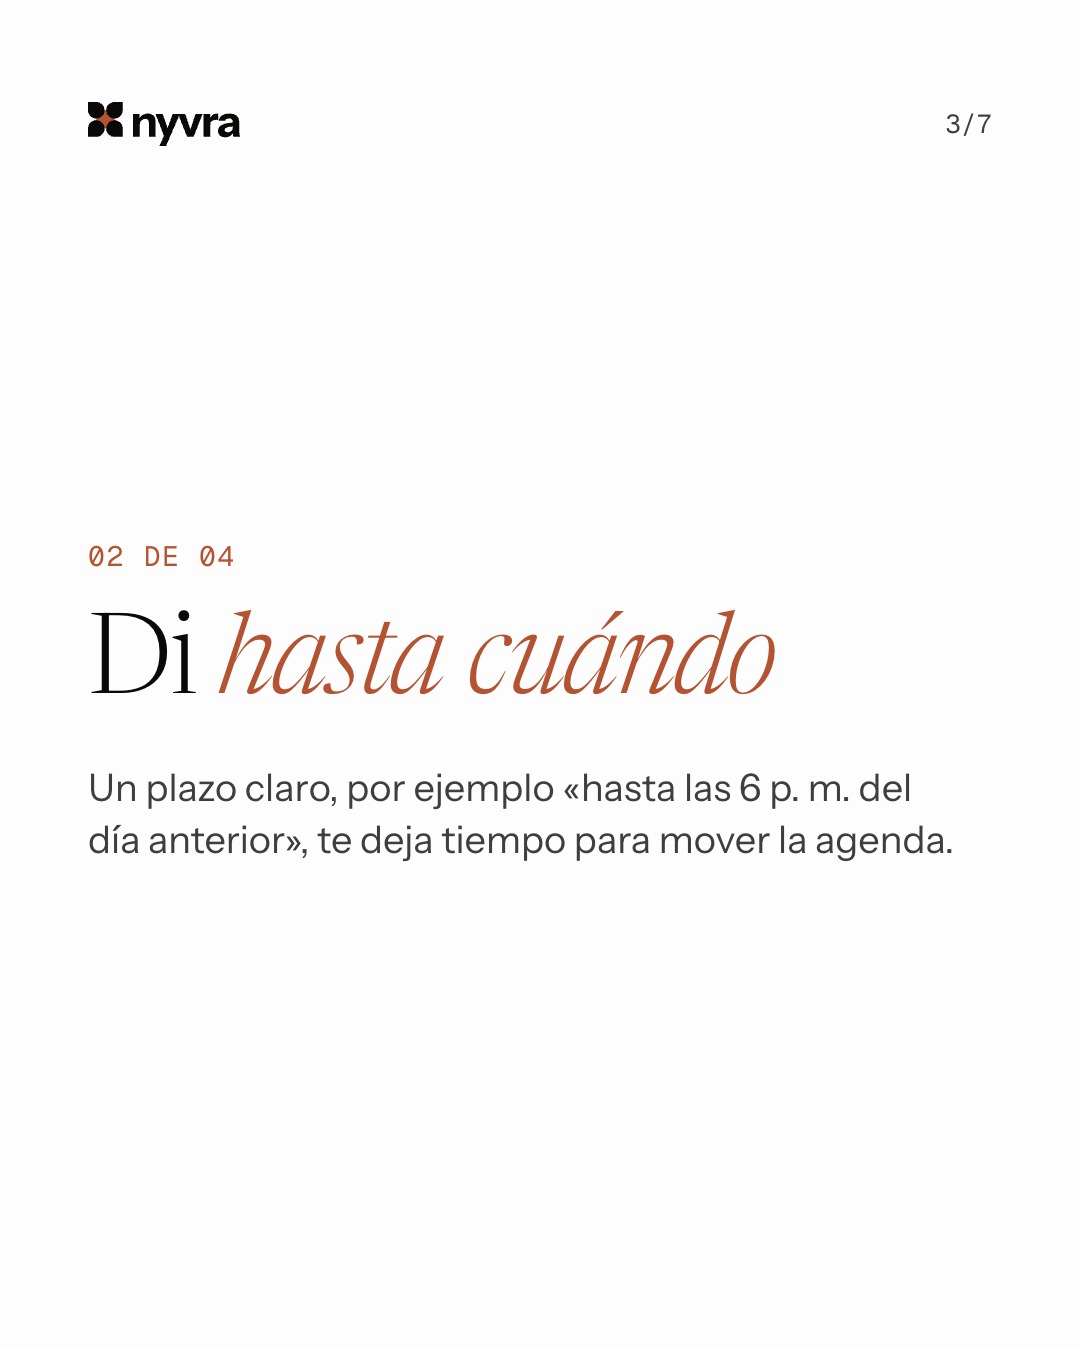 nyvra
3/7
02 DE 04
Di hasta cuándo
Un plazo claro, por ejemplo «hasta las 6 p. m. del
día anterior», te deja tiempo para mover la agenda.